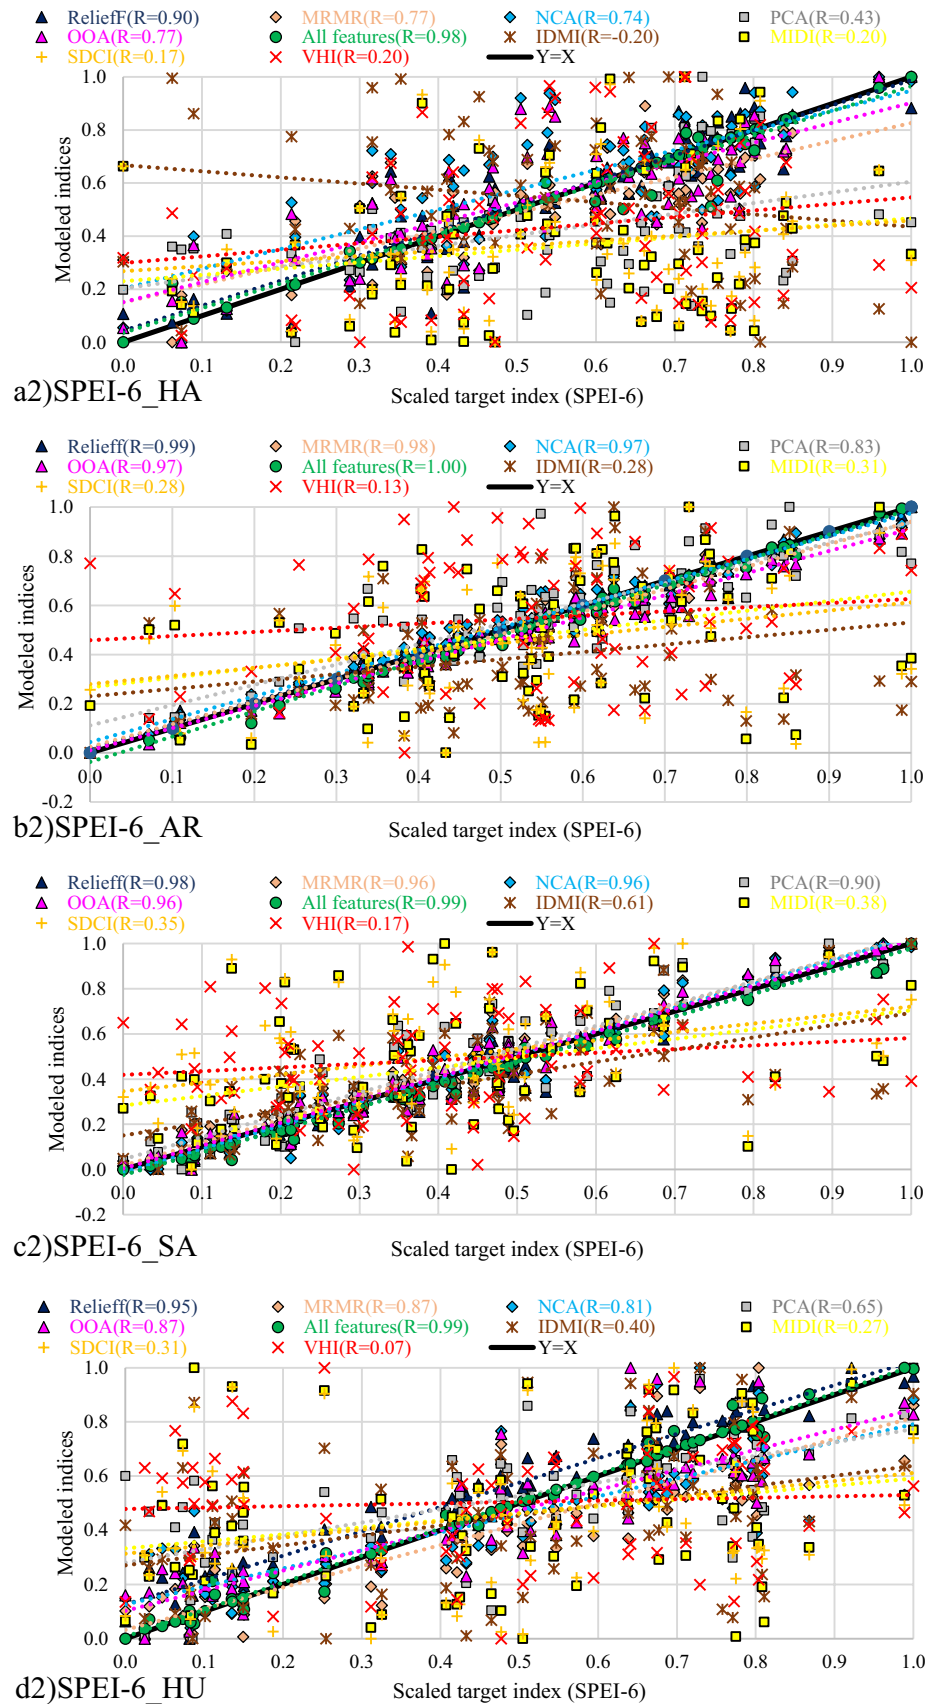 ReliefF(R=0.90) MRMR(R=0.77) NCA(R=0.74) PCA(R=0.43)
OOA(R=0.77) All features(R=0.98) IDMI(R=-0.20) MIDI(R=0.20)
SDCI(R=0.17) VHI(R=0.20) Y=X
1.0
0.8
0.6
0.4
0.2
0.0
Modeled indices
0.0 0.1 0.2 0.3 0.4 0.5 0.6 0.7 0.8 0.9 1.0
a2)SPEI-6_HA
Scaled target index (SPEI-6)
Relieff(R=0.99) MRMR(R=0.98) NCA(R=0.97) PCA(R=0.83)
OOA(R=0.97) All features(R=1.00) IDMI(R=0.28) MIDI(R=0.31)
SDCI(R=0.28) VHI(R=0.13) Y=X
1.0
0.8
0.6
0.4
0.2
0.0
-0.2
Modeled indices
0.0 0.1 0.2 0.3 0.4 0.5 0.6 0.7 0.8 0.9 1.0
b2)SPEI-6_AR
Scaled target index (SPEI-6)
Relieff(R=0.98) MRMR(R=0.96) NCA(R=0.96) PCA(R=0.90)
OOA(R=0.96) All features(R=0.99) IDMI(R=0.61) MIDI(R=0.38)
SDCI(R=0.35) VHI(R=0.17) Y=X
1.0
0.8
0.6
0.4
0.2
0.0
-0.2
Modeled indices
0.0 0.1 0.2 0.3 0.4 0.5 0.6 0.7 0.8 0.9 1.0
c2)SPEI-6_SA
Scaled target index (SPEI-6)
Relieff(R=0.95) MRMR(R=0.87) NCA(R=0.81) PCA(R=0.65)
OOA(R=0.87) All features(R=0.99) IDMI(R=0.40) MIDI(R=0.27)
SDCI(R=0.31) VHI(R=0.07) Y=X
1.0
0.8
0.6
0.4
0.2
0.0
Modeled indices
0.0 0.1 0.2 0.3 0.4 0.5 0.6 0.7 0.8 0.9 1.0
d2)SPEI-6_HU
Scaled target index (SPEI-6)